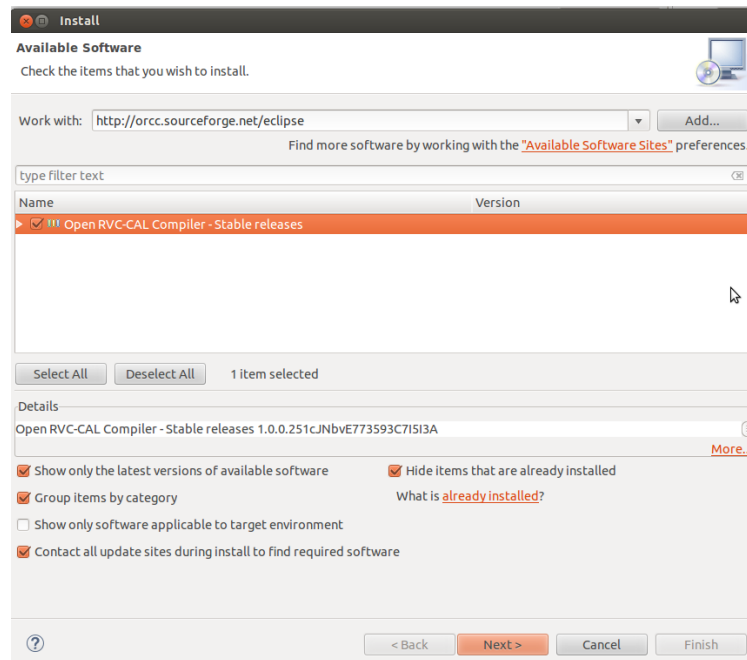 Install
Available Software
Check the items that you wish to install.
Work with: http://orcc.sourceforge.net/eclipse Add...
Find more software by working with the "Available Software Sites" preferences.
type filter text
Name Version
Open RVC-CAL Compiler - Stable releases
Select All Deselect All 1 item selected
Details
Open RVC-CAL Compiler - Stable releases 1.0.0.251cJNbvE773593C7I5I3A
More..
Show only the latest versions of available software Hide items that are already installed
Group items by category What is already installed?
Show only software applicable to target environment
Contact all update sites during install to find required software
? < Back Next > Cancel Finish